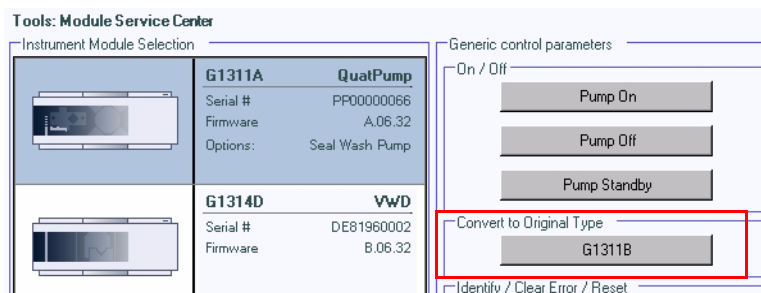 Tools: Module Service Center
Instrument Module Selection
G1311A QuatPump
Serial # PP00000066
Firmware A.06.32
Options: Seal Wash Pump
G1314D VWD
Serial # DE81960002
Firmware B.06.32
Generic control parameters
On / Off
Pump On
Pump Off
Pump Standby
Convert to Original Type
G1311B
Identify / Clear Error / Reset